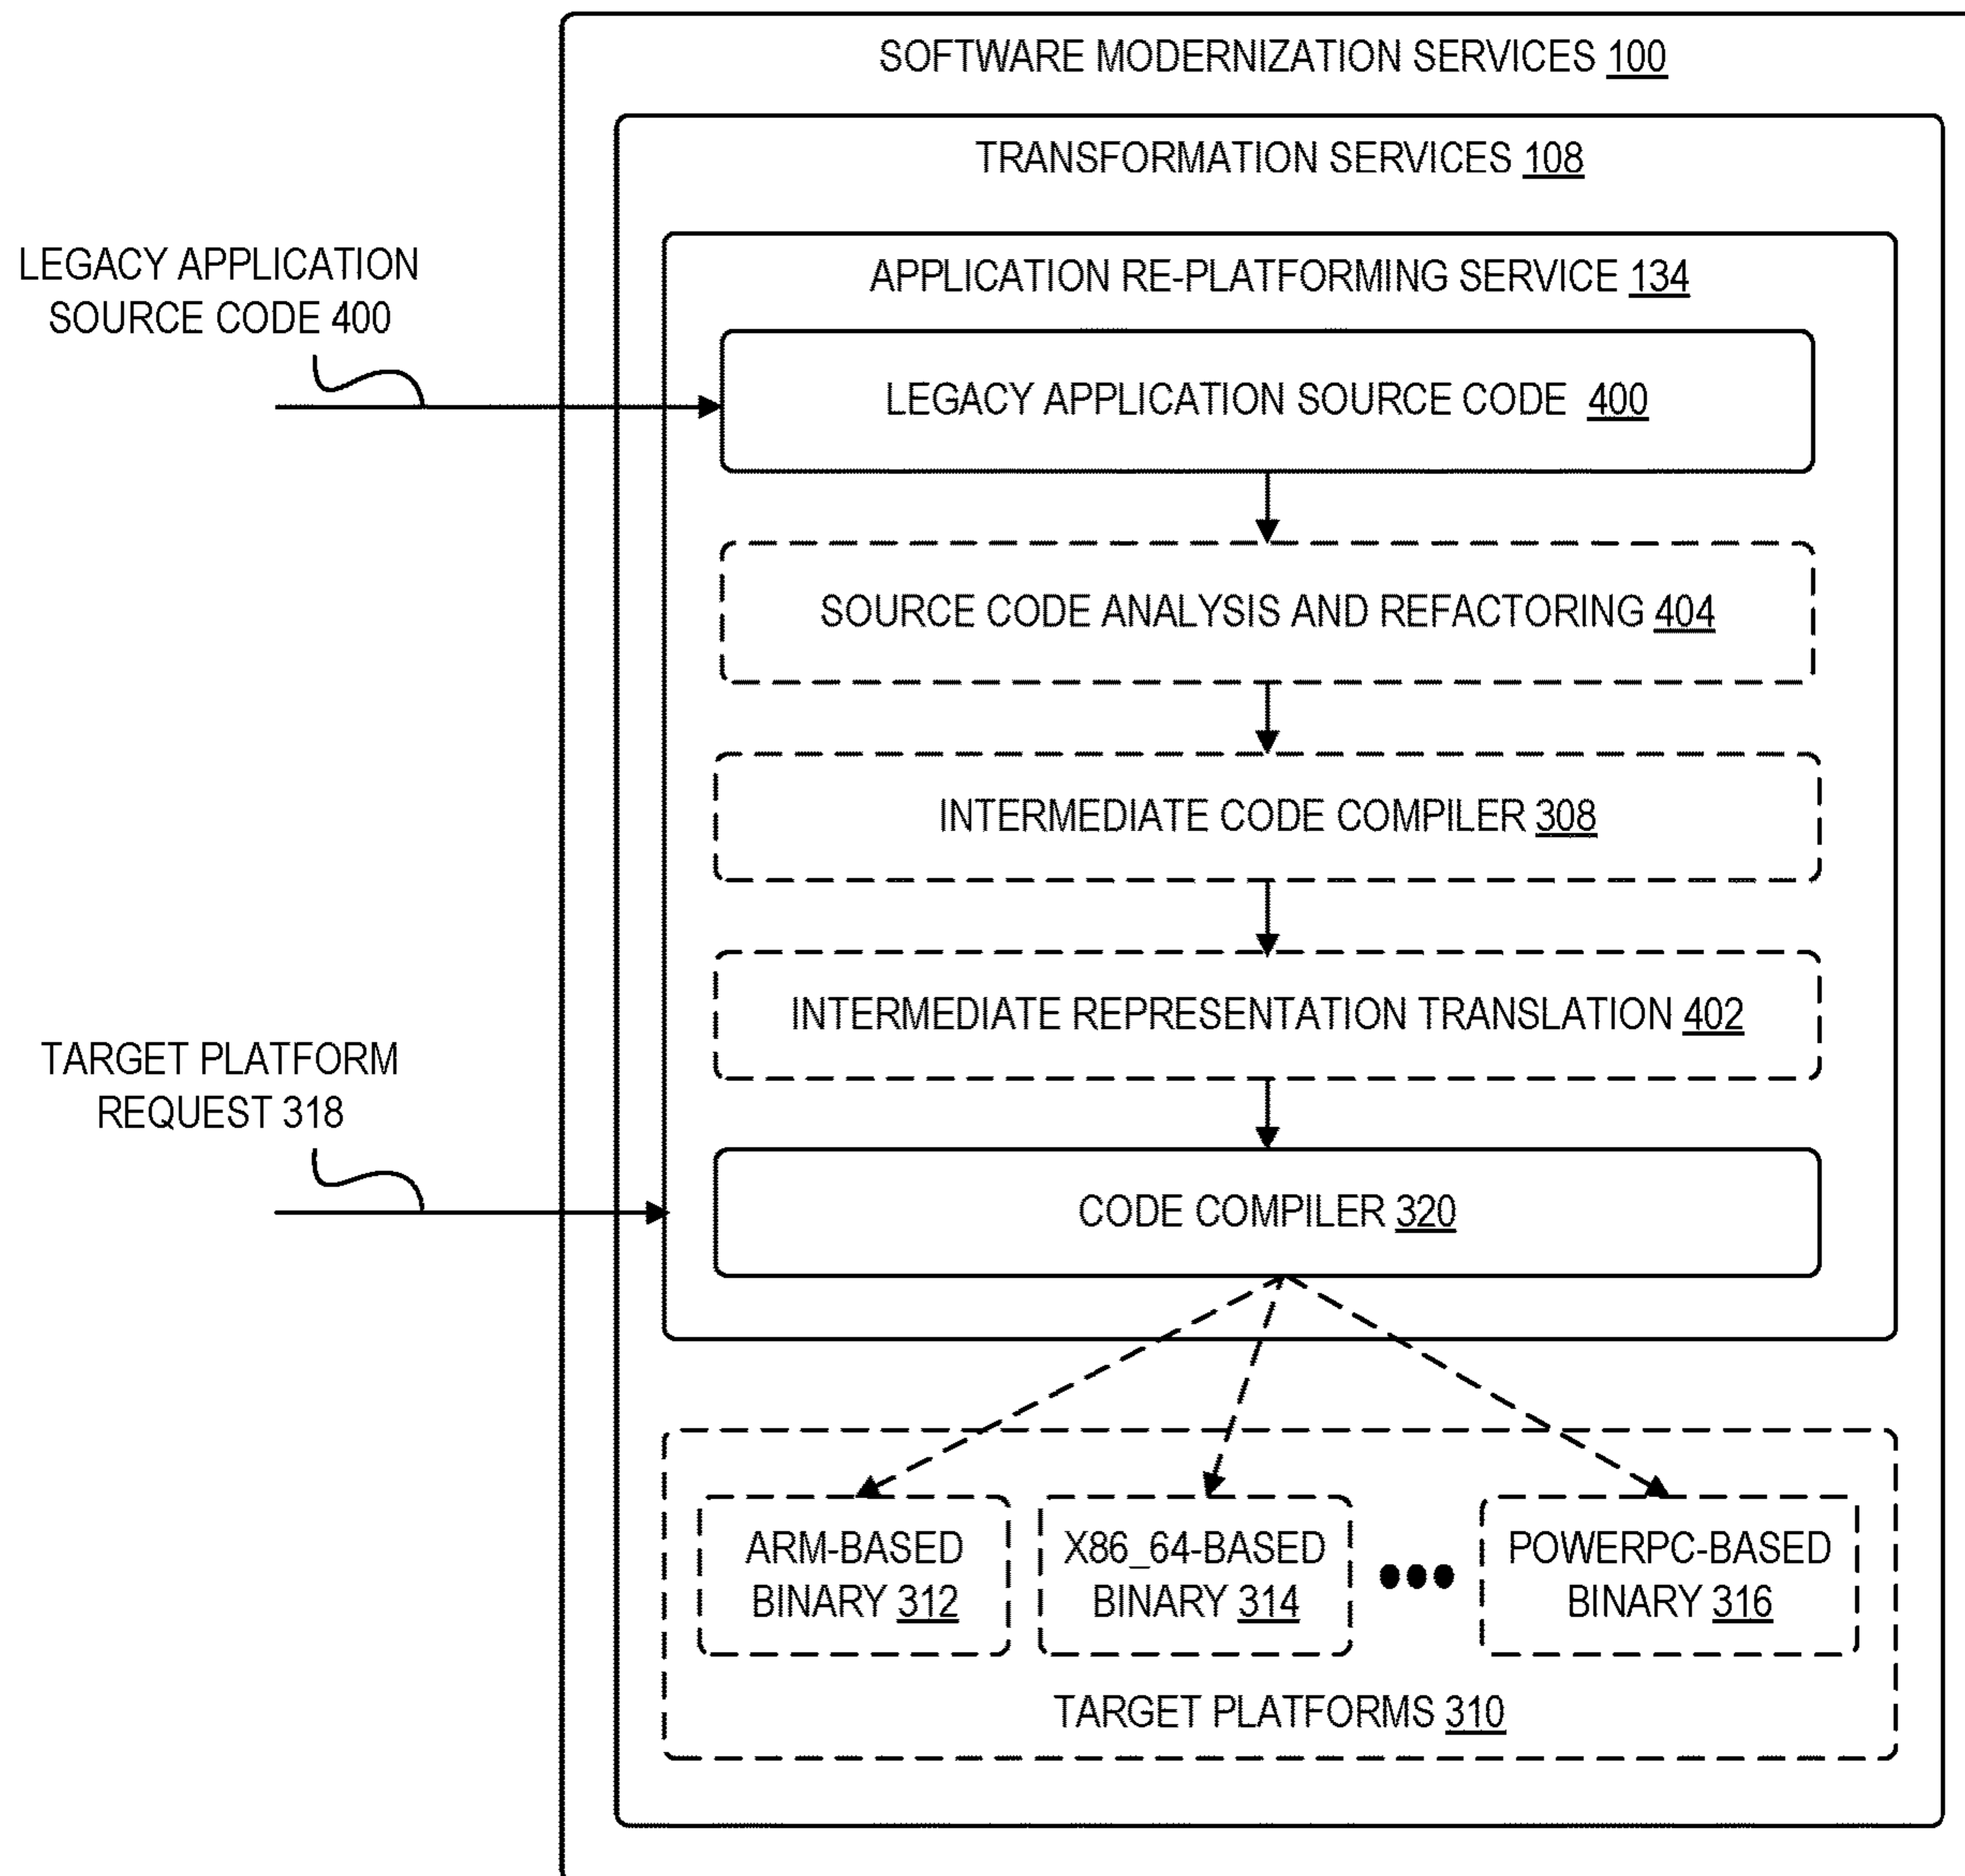 SOFTWARE MODERNIZATION SERVICES 100
TRANSFORMATION SERVICES 108
LEGACY APPLICATION
SOURCE CODE 400
APPLICATION RE-PLATFORMING SERVICE 134
LEGACY APPLICATION SOURCE CODE 400
SOURCE CODE ANALYSIS AND REFACTORING 404
INTERMEDIATE CODE COMPILER 308
INTERMEDIATE REPRESENTATION TRANSLATION 402
TARGET PLATFORM
REQUEST 318
CODE COMPILER 320
ARM-BASED
BINARY 312
X86_64-BASED
BINARY 314
POWERPC-BASED
BINARY 316
TARGET PLATFORMS 310